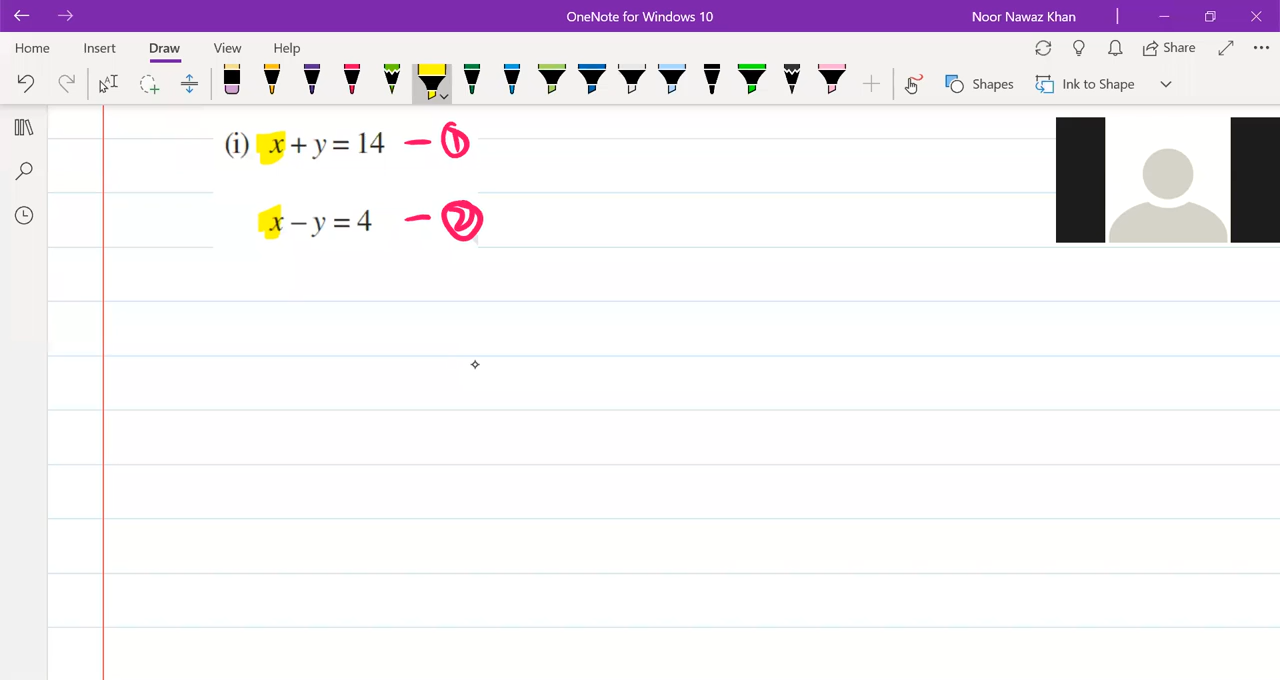 OneNote for Windows 10
Noor Nawaz Khan
Home Insert Draw View Help
Share
Shapes
Ink to Shape
(i) x + y = 14 — ①
x – y = 4 — ②